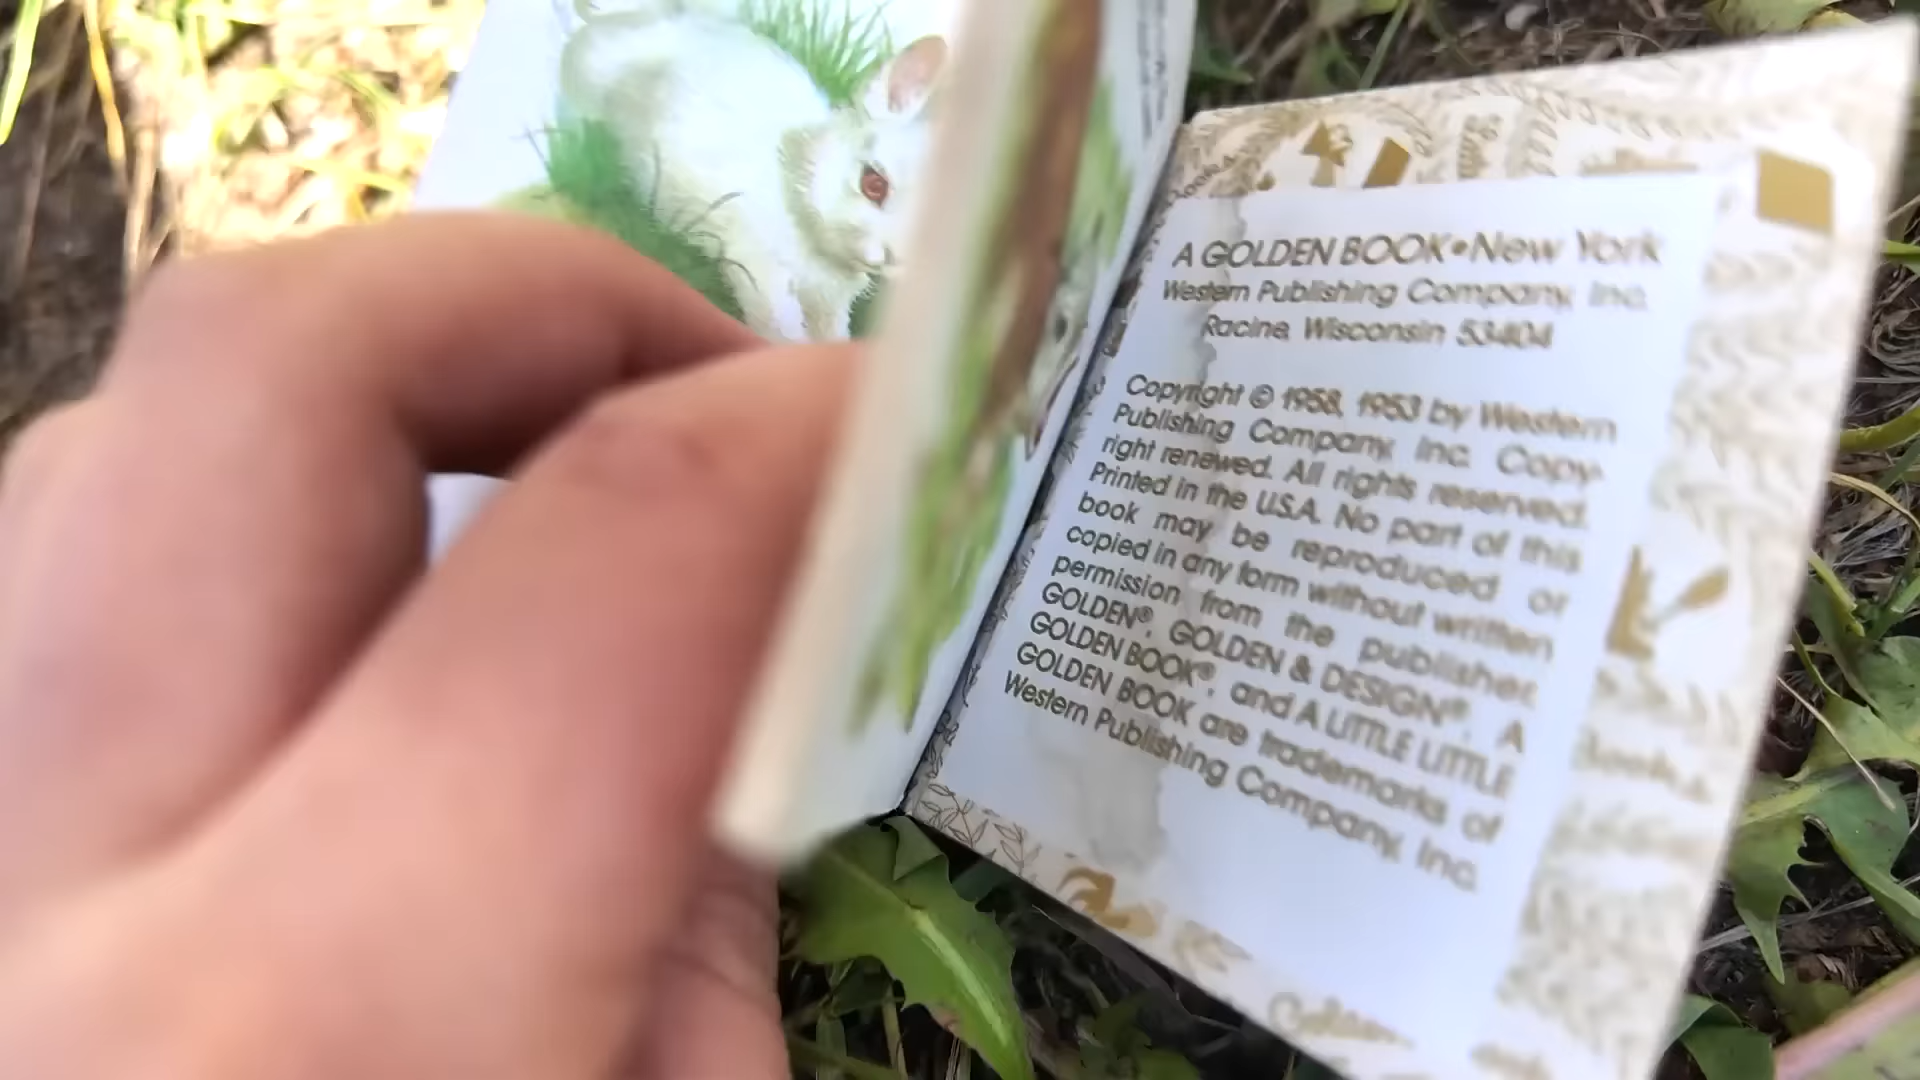 A GOLDEN BOOK•New York
Western Publishing Company, Inc.
Racine, Wisconsin 53404
Copyright © 1958, 1953 by Western
Publishing Company, Inc. Copy-
right renewed. All rights reserved.
Printed in the U.S.A. No part of this
book may be reproduced or
copied in any form without written
permission from the publisher.
GOLDEN®, GOLDEN & DESIGN®, A
GOLDEN BOOK®, and A LITTLE LITTLE
GOLDEN BOOK are trademarks of
Western Publishing Company, Inc.